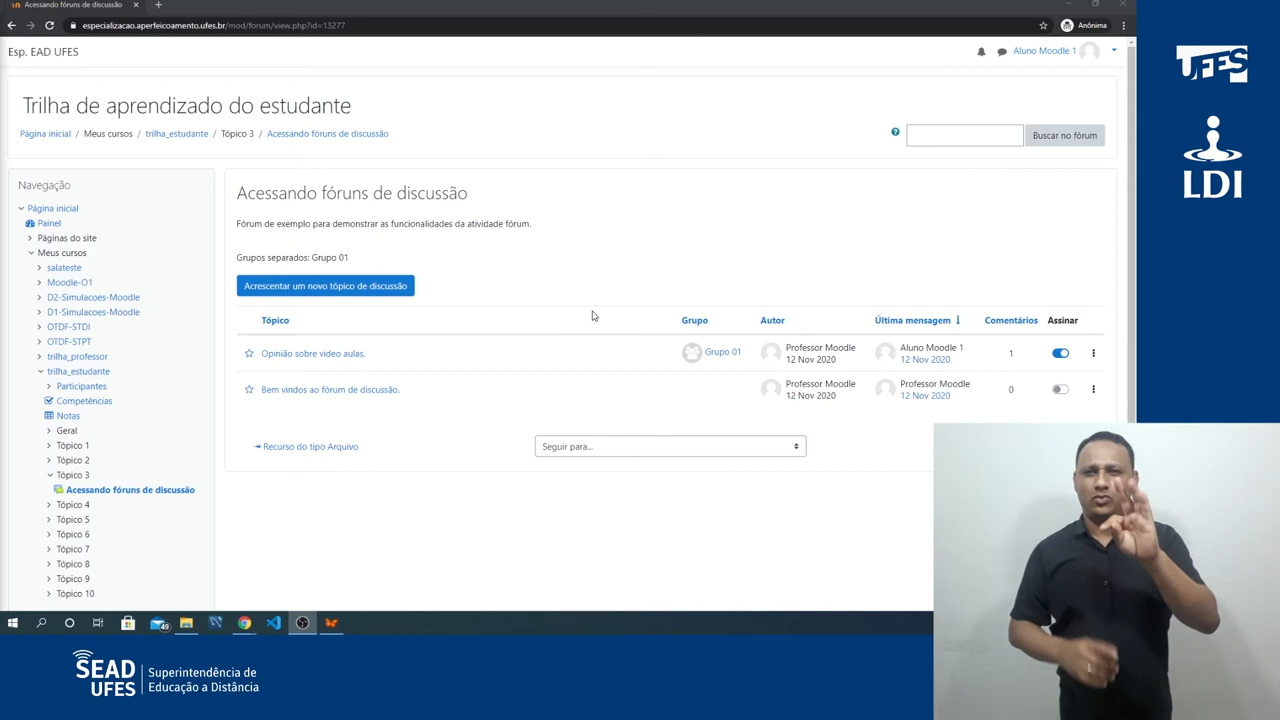 Acessando fóruns de discussão
especializacao.aperfeicoamento.ufes.br/mod/forum/view.php?id=13277
Anônima
Esp. EAD UFES
Aluno Moodle 1
Trilha de aprendizado do estudante
Página inicial / Meus cursos / trilha_estudante / Tópico 3 / Acessando fóruns de discussão
Buscar no fórum
Navegação
Página inicial
Painel
Páginas do site
Meus cursos
salateste
Moodle-O1
D2-Simulacoes-Moodle
D1-Simulacoes-Moodle
OTDF-STDI
OTDF-STPT
trilha_professor
trilha_estudante
Participantes
Competências
Notas
Geral
Tópico 1
Tópico 2
Tópico 3
Acessando fóruns de discussão
Tópico 4
Tópico 5
Tópico 6
Tópico 7
Tópico 8
Tópico 9
Tópico 10
Acessando fóruns de discussão
Fórum de exemplo para demonstrar as funcionalidades da atividade fórum.
Grupos separados: Grupo 01
Acrescentar um novo tópico de discussão
Tópico Grupo Autor Última mensagem Comentários Assinar
Opinião sobre video aulas. Grupo 01 Professor Moodle 12 Nov 2020 Aluno Moodle 1 12 Nov 2020 1
Bem vindos ao fórum de discussão. Professor Moodle 12 Nov 2020 Professor Moodle 12 Nov 2020 0
Recurso do tipo Arquivo
Seguir para...
UFES
LDI
49
SEAD
UFES
Superintendência de
Educação a Distância